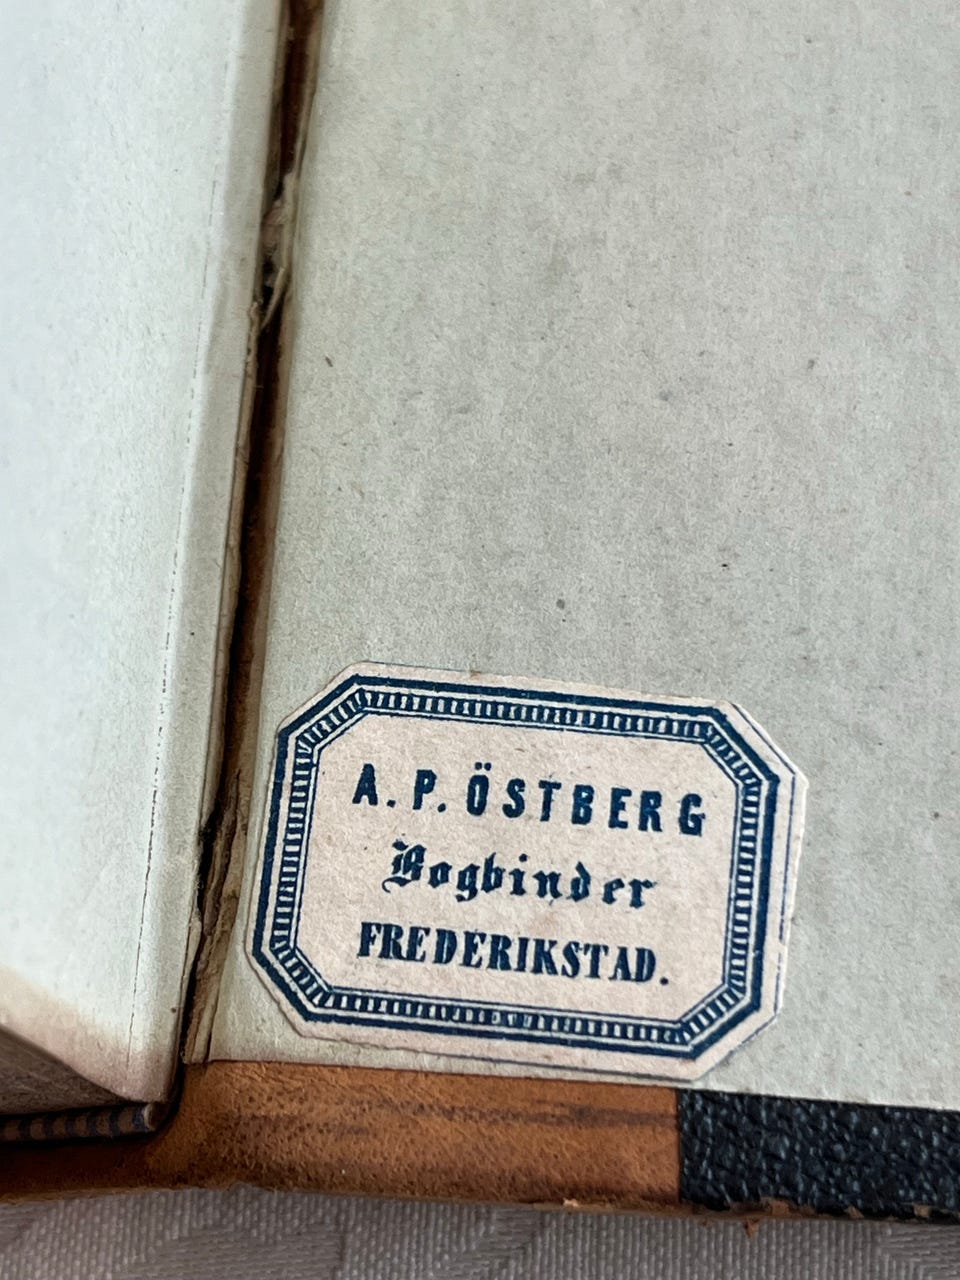 A. P. ÖSTBERG
Bogbinder
FREDERIKSTAD.